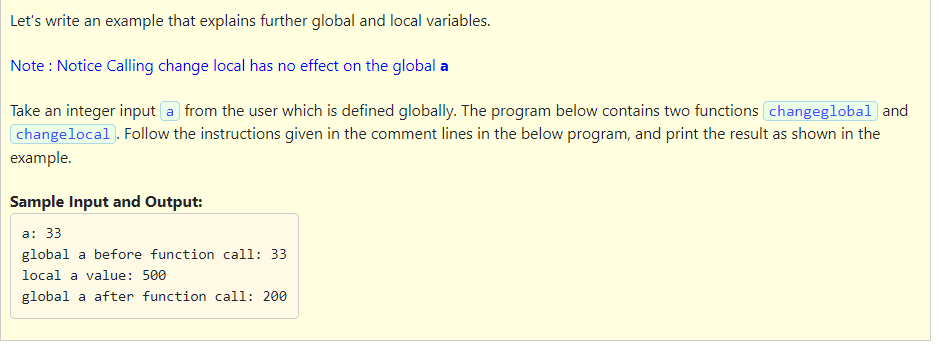 Let's write an example that explains further global and local variables.
Note : Notice Calling change local has no effect on the global a
Take an integer input a from the user which is defined globally. The program below contains two functions changeglobal and
changelocal. Follow the instructions given in the comment lines in the below program, and print the result as shown in the
example.
Sample Input and Output:
a: 33
global a before function call: 33
local a value: 500
global a after function call: 200